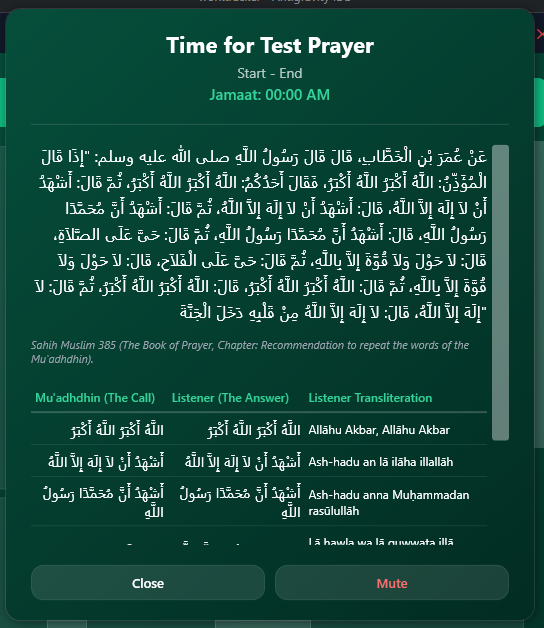 Time for Test Prayer
Start - End
Jamaat: 00:00 AM
عَنْ عُمَرَ بْنِ الْخَطَّابِ، قَالَ قَالَ رَسُولُ اللَّهِ صلى الله عليه وسلم: "إِذَا قَالَ
الْمُؤَذِّنُ: اللَّهُ أَكْبَرُ اللَّهُ أَكْبَرُ، فَقَالَ أَحَدُكُمُ: اللَّهُ أَكْبَرُ اللَّهُ أَكْبَرُ، ثُمَّ قَالَ: أَشْهَدُ
أَنْ لاَ إِلَهَ إِلاَّ اللَّهُ، قَالَ: أَشْهَدُ أَنْ لاَ إِلَهَ إِلاَّ اللَّهُ، ثُمَّ قَالَ: أَشْهَدُ أَنَّ مُحَمَّدًا
رَسُولُ اللَّهِ، قَالَ: أَشْهَدُ أَنَّ مُحَمَّدًا رَسُولُ اللَّهِ، ثُمَّ قَالَ: حَىَّ عَلَى الصَّلاَةِ،
قَالَ: لاَ حَوْلَ وَلاَ قُوَّةَ إِلاَّ بِاللَّهِ، ثُمَّ قَالَ: حَىَّ عَلَى الْفَلاَحِ، قَالَ: لاَ حَوْلَ وَلاَ
قُوَّةَ إِلاَّ بِاللَّهِ، ثُمَّ قَالَ: اللَّهُ أَكْبَرُ اللَّهُ أَكْبَرُ، قَالَ: اللَّهُ أَكْبَرُ اللَّهُ أَكْبَرُ، ثُمَّ قَالَ: لاَ
إِلَهَ إِلاَّ اللَّهُ، قَالَ: لاَ إِلَهَ إِلاَّ اللَّهُ مِنْ قَلْبِهِ دَخَلَ الْجَنَّةَ"
Sahih Muslim 385 (The Book of Prayer, Chapter: Recommendation to repeat the words of the
Mu'adhdhin).
Mu'adhdhin (The Call) Listener (The Answer) Listener Transliteration
اللَّهُ أَكْبَرُ اللَّهُ أَكْبَرُ اللَّهُ أَكْبَرُ اللَّهُ أَكْبَرُ Allāhu Akbar, Allāhu Akbar
أَشْهَدُ أَنْ لاَ إِلَهَ إِلاَّ اللَّهُ أَشْهَدُ أَنْ لاَ إِلَهَ إِلاَّ اللَّهُ Ash-hadu an lā ilāha illallāh
أَشْهَدُ أَنَّ مُحَمَّدًا رَسُولُ أَشْهَدُ أَنَّ مُحَمَّدًا رَسُولُ Ash-hadu anna Muḥammadan
اللَّهِ اللَّهِ rasūlullāh
Lā ḥawla wa lā quwwata illā
Close Mute